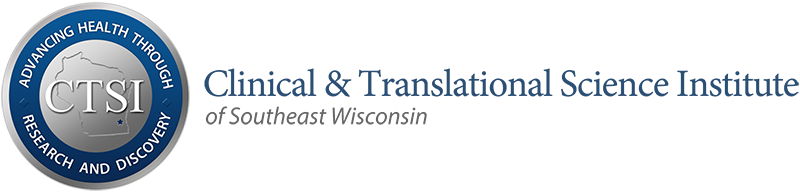 ADVANCING HEALTH THROUGH
CTSI
RESEARCH AND DISCOVERY
Clinical & Translational Science Institute
of Southeast Wisconsin